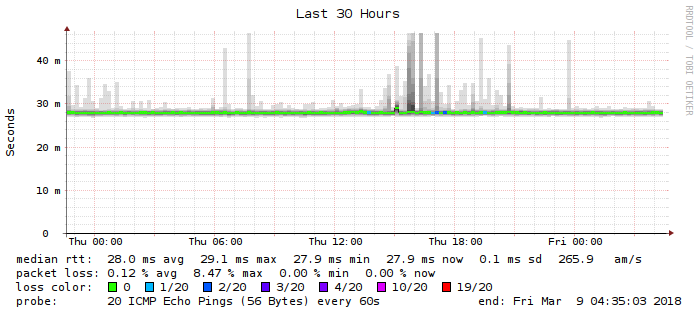 Last 30 Hours
RRDTOOL / TOBI OETIKER
Seconds
40 m
30 m
20 m
10 m
0
Thu 00:00 Thu 06:00 Thu 12:00 Thu 18:00 Fri 00:00
median rtt: 28.0 ms avg 29.1 ms max 27.9 ms min 27.9 ms now 0.1 ms sd 265.9 am/s
packet loss: 0.12 % avg 8.47 % max 0.00 % min 0.00 % now
loss color: 0 1/20 2/20 3/20 4/20 10/20 19/20
probe: 20 ICMP Echo Pings (56 Bytes) every 60s end: Fri Mar 9 04:35:03 2018